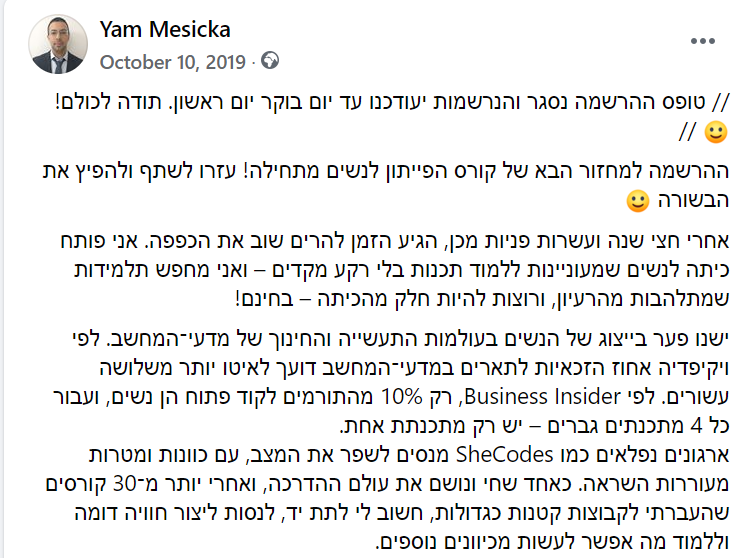 Yam Mesicka
October 10, 2019 ·
// טופס ההרשמה נסגר והנרשמות יעודכנו עד יום בוקר יום ראשון. תודה לכולם!
🙂 //
ההרשמה למחזור הבא של קורס הפייתון לנשים מתחילה! עזרו לשתף ולהפיץ את
הבשורה 🙂
אחרי חצי שנה ועשרות פניות מכן, הגיע הזמן להרים שוב את הכפפה. אני פותח
כיתה לנשים שמעוניינות ללמוד תכנות בלי רקע מקדים – ואני מחפש תלמידות
שמתלהבות מהרעיון, ורוצות להיות חלק מהכיתה – בחינם!
ישנו פער בייצוג של הנשים בעולמות התעשייה והחינוך של מדעי־המחשב. לפי
ויקיפדיה אחוז הזכאיות לתארים במדעי־המחשב דועך לאיטו יותר משלושה
עשורים. לפי Business Insider, רק 10% מהתורמים לקוד פתוח הן נשים, ועבור
כל 4 מתכנתים גברים – יש רק מתכנתת אחת.
ארגונים נפלאים כמו SheCodes מנסים לשפר את המצב, עם כוונות ומטרות
מעוררות השראה. כאחד שחי ונושם את עולם ההדרכה, ואחרי יותר מ־30 קורסים
שהעברתי לקבוצות קטנות כגדולות, חשוב לי לתת יד, לנסות ליצור חוויה דומה
וללמוד מה אפשר לעשות מכיוונים נוספים.